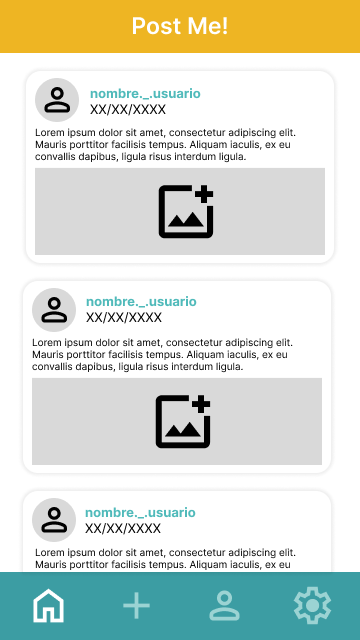 Post Me!
nombre._.usuario
XX/XX/XXXX
Lorem ipsum dolor sit amet, consectetur adipiscing elit.
Mauris porttitor facilisis tempus. Aliquam iaculis, ex eu
convallis dapibus, ligula risus interdum ligula.
nombre._.usuario
XX/XX/XXXX
Lorem ipsum dolor sit amet, consectetur adipiscing elit.
Mauris porttitor facilisis tempus. Aliquam iaculis, ex eu
convallis dapibus, ligula risus interdum ligula.
nombre._.usuario
XX/XX/XXXX
Lorem ipsum dolor sit amet, consectetur adipiscing elit.
Mauris porttitor facilisis tempus. Aliquam iaculis, ex eu